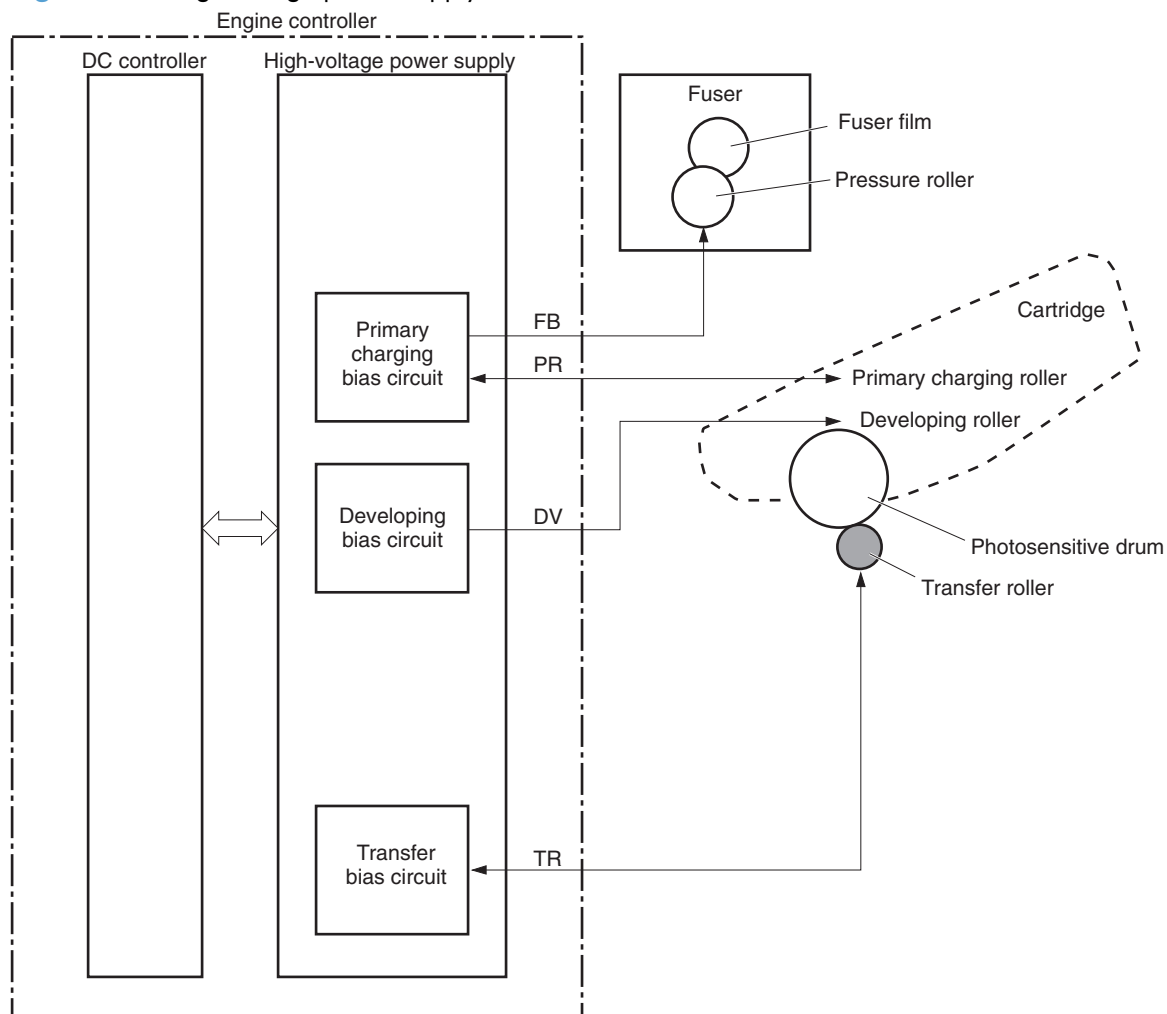 Engine controller
DC controller
High-voltage power supply
Fuser
Fuser film
Pressure roller
Cartridge
Primary
charging
bias circuit
FB
PR
Primary charging roller
Developing roller
Developing
bias circuit
DV
Photosensitive drum
Transfer roller
Transfer
bias circuit
TR